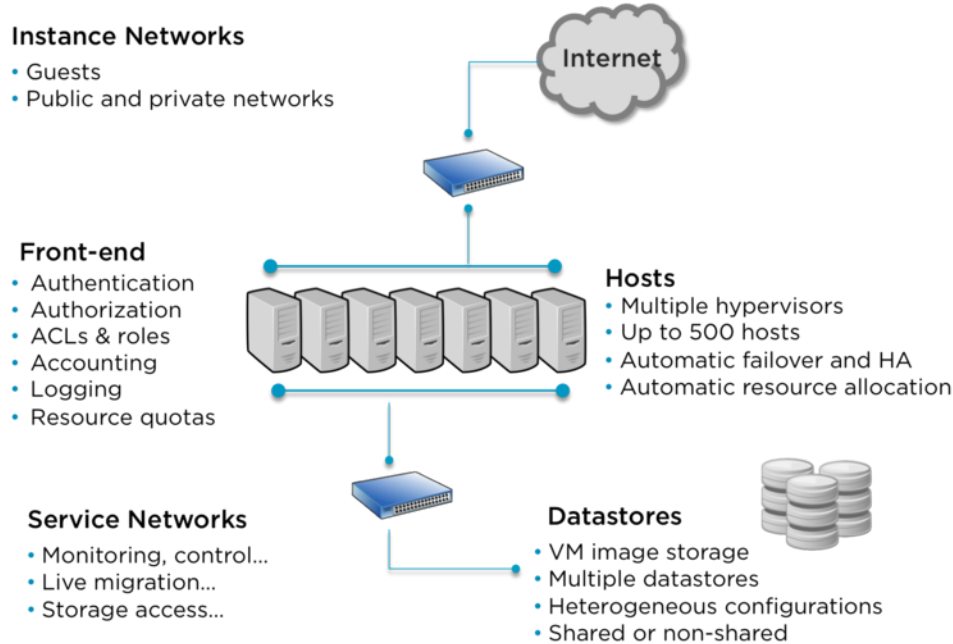 Instance Networks
• Guests
• Public and private networks
Internet
Front-end
• Authentication
• Authorization
• ACLs & roles
• Accounting
• Logging
• Resource quotas
Hosts
• Multiple hypervisors
• Up to 500 hosts
• Automatic failover and HA
• Automatic resource allocation
Service Networks
• Monitoring, control...
• Live migration...
• Storage access...
Datastores
• VM image storage
• Multiple datastores
• Heterogeneous configurations
• Shared or non-shared